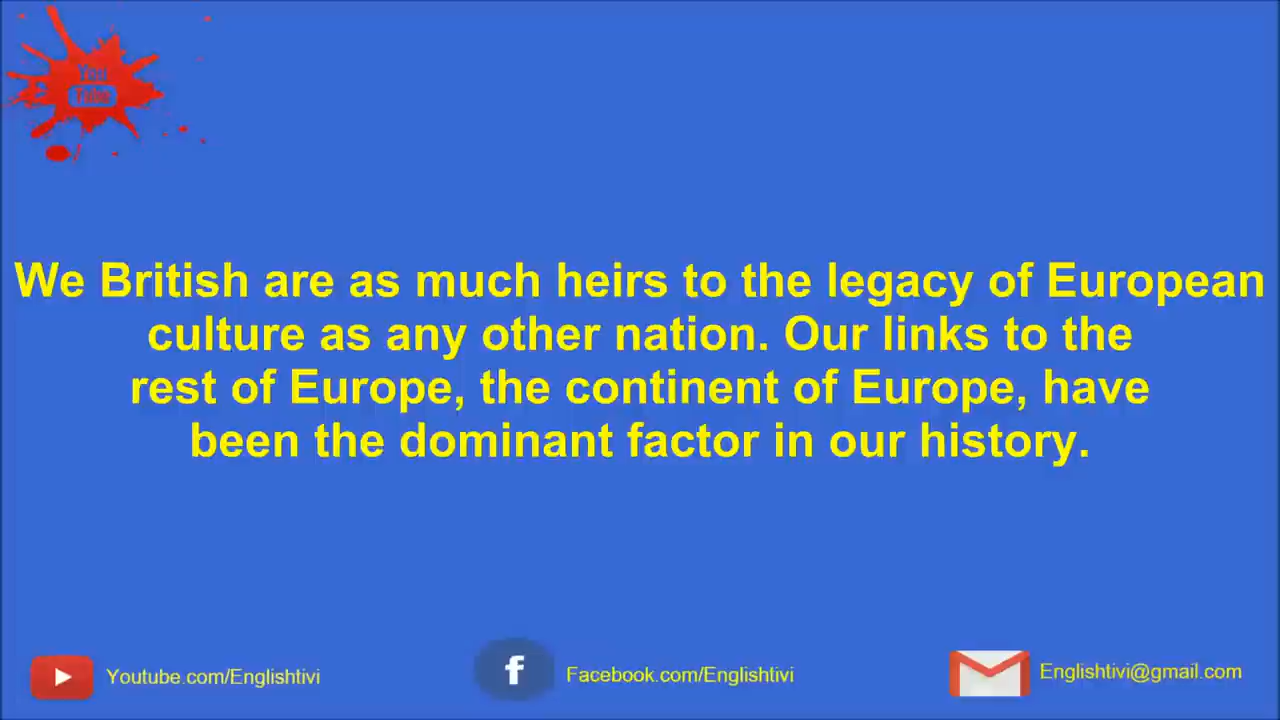 You
Tube
We British are as much heirs to the legacy of European
culture as any other nation. Our links to the
rest of Europe, the continent of Europe, have
been the dominant factor in our history.
Youtube.com/Englishtivi
f
Facebook.com/Englishtivi
Englishtivi@gmail.com